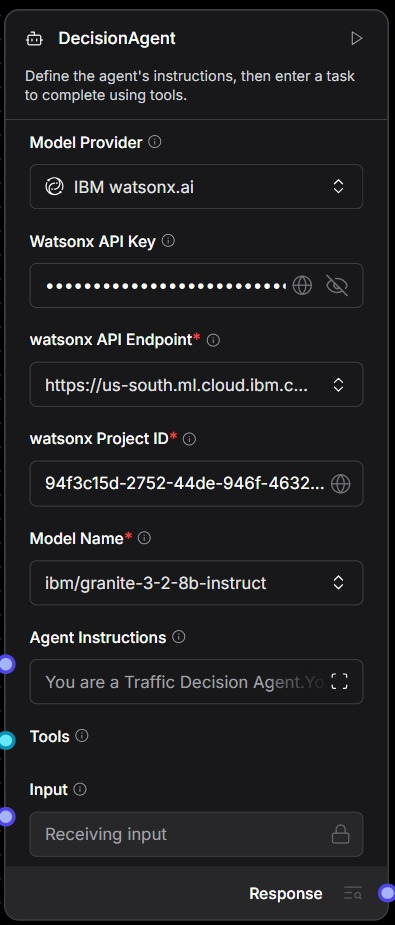 DecisionAgent
Define the agent's instructions, then enter a task
to complete using tools.
Model Provider
IBM watsonx.ai
Watsonx API Key
••••••••••••••••••••••••••
watsonx API Endpoint*
https://us-south.ml.cloud.ibm.c...
watsonx Project ID*
94f3c15d-2752-44de-946f-4632...
Model Name*
ibm/granite-3-2-8b-instruct
Agent Instructions
You are a Traffic Decision Agent.Yo
Tools
Input
Receiving input
Response